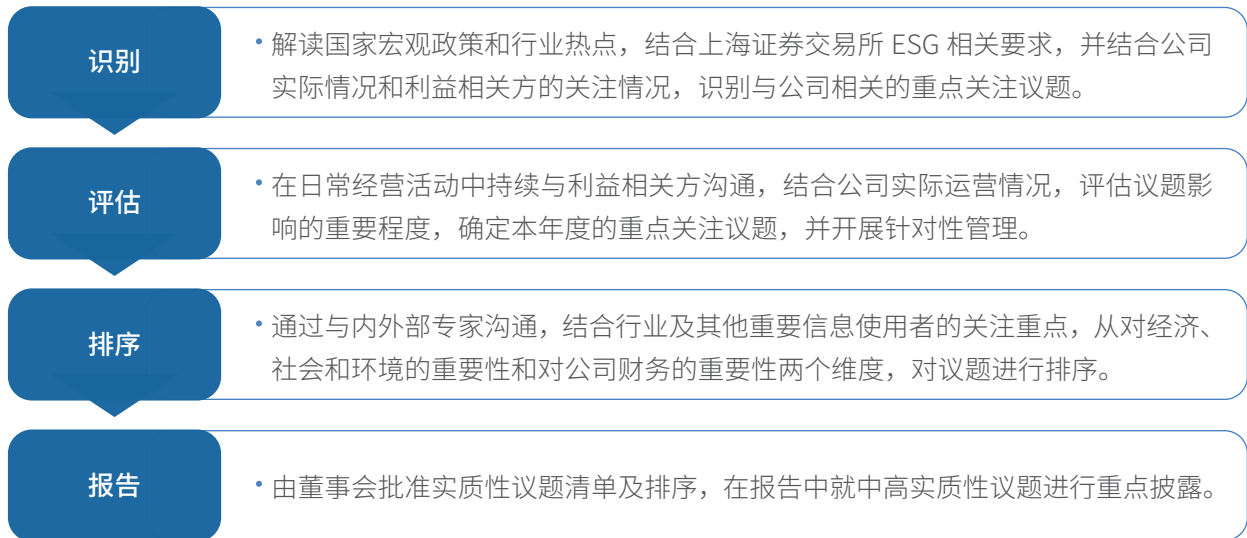 识别
• 解读国家宏观政策和行业热点，结合上海证券交易所 ESG 相关要求，并结合公司
实际情况和利益相关方的关注情况，识别与公司相关的重点关注议题。
评估
• 在日常经营活动中持续与利益相关方沟通，结合公司实际运营情况，评估议题影
响的重要程度，确定本年度的重点关注议题，并开展针对性管理。
排序
• 通过与内外部专家沟通，结合行业及其他重要信息使用者的关注重点，从对经济、
社会和环境的重要性和对公司财务的重要性两个维度，对议题进行排序。
报告
• 由董事会批准实质性议题清单及排序，在报告中就中高实质性议题进行重点披露。